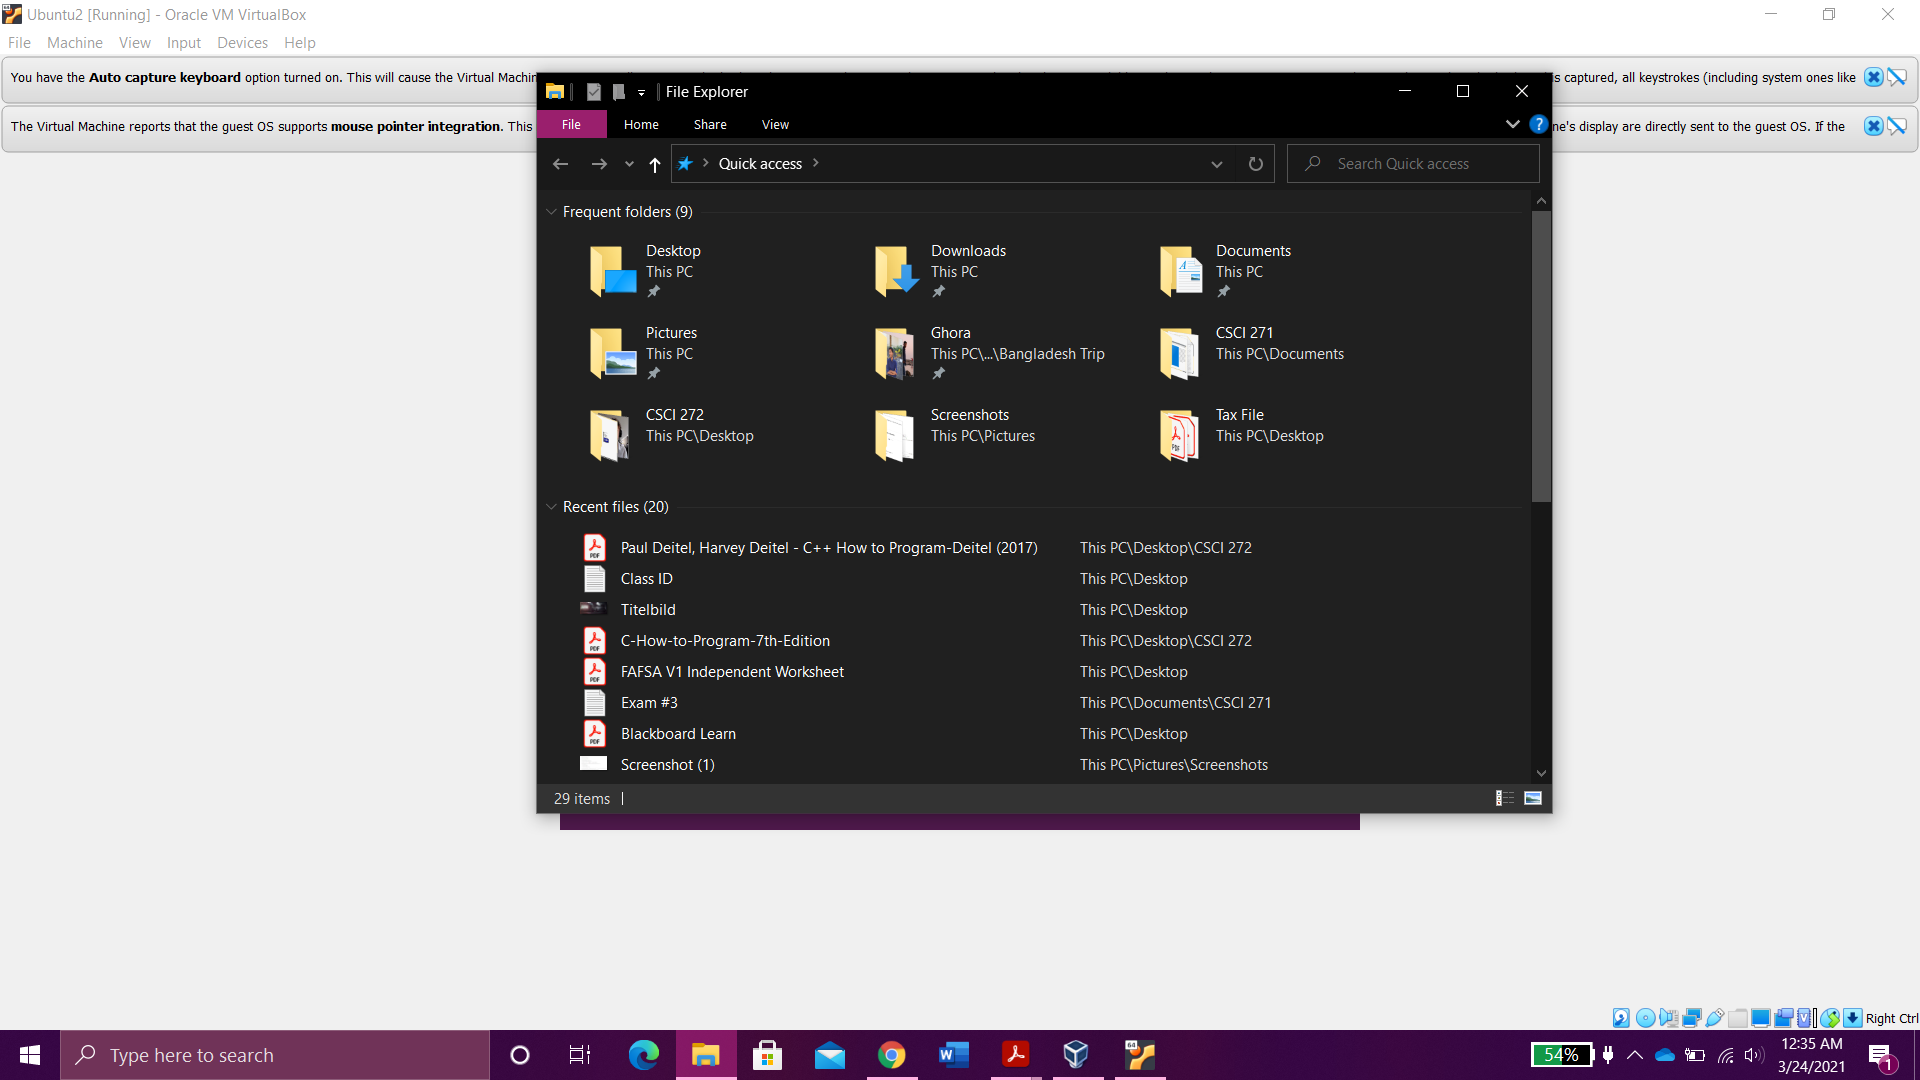 Ubuntu2 [Running] - Oracle VM VirtualBox
File Machine View Input Devices Help
You have the Auto capture keyboard option turned on. This will cause the Virtual Machin
s captured, all keystrokes (including system ones like
The Virtual Machine reports that the guest OS supports mouse pointer integration. This
ne's display are directly sent to the guest OS. If the
File Explorer
File Home Share View
?
Quick access
Search Quick access
Frequent folders (9)
Desktop
This PC
Downloads
This PC
Documents
This PC
Pictures
This PC
Ghora
This PC\...\Bangladesh Trip
CSCI 271
This PC\Documents
CSCI 272
This PC\Desktop
Screenshots
This PC\Pictures
Tax File
This PC\Desktop
Recent files (20)
Paul Deitel, Harvey Deitel - C++ How to Program-Deitel (2017) This PC\Desktop\CSCI 272
Class ID This PC\Desktop
Titelbild This PC\Desktop
C-How-to-Program-7th-Edition This PC\Desktop\CSCI 272
FAFSA V1 Independent Worksheet This PC\Desktop
Exam #3 This PC\Documents\CSCI 271
Blackboard Learn This PC\Desktop
Screenshot (1) This PC\Pictures\Screenshots
29 items
Right Ctrl
Type here to search
54%
12:35 AM
3/24/2021
1